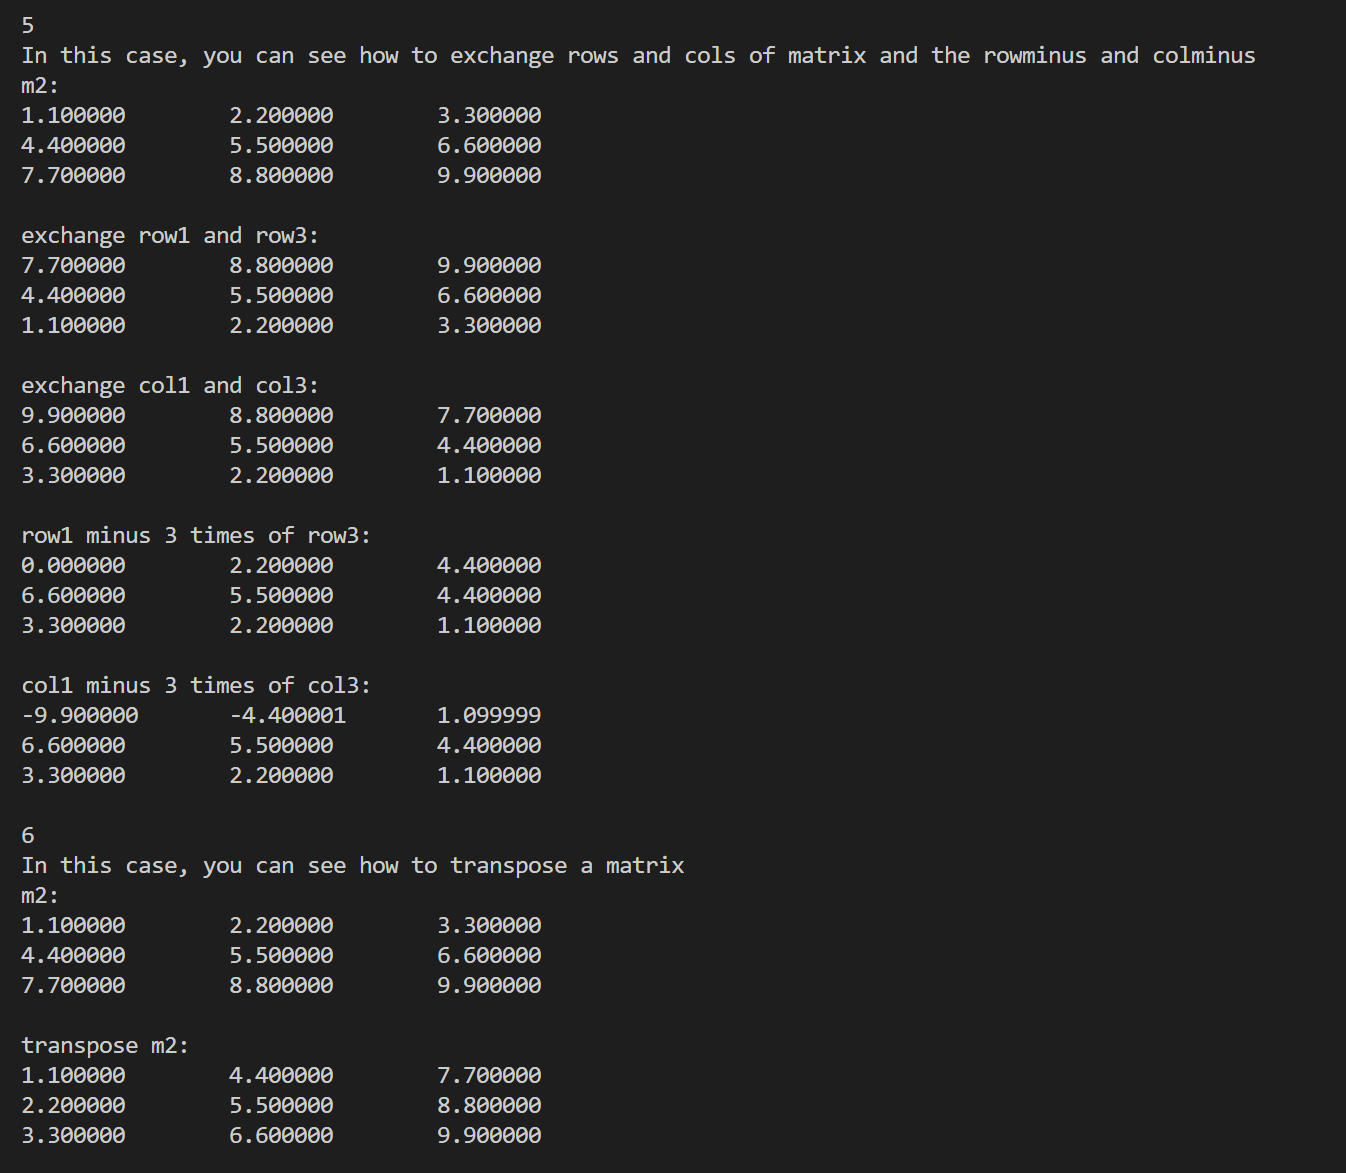 5
In this case, you can see how to exchange rows and cols of matrix and the rowminus and colminus
m2:
1.100000 2.200000 3.300000
4.400000 5.500000 6.600000
7.700000 8.800000 9.900000
exchange row1 and row3:
7.700000 8.800000 9.900000
4.400000 5.500000 6.600000
1.100000 2.200000 3.300000
exchange col1 and col3:
9.900000 8.800000 7.700000
6.600000 5.500000 4.400000
3.300000 2.200000 1.100000
row1 minus 3 times of row3:
0.000000 2.200000 4.400000
6.600000 5.500000 4.400000
3.300000 2.200000 1.100000
col1 minus 3 times of col3:
-9.900000 -4.400001 1.099999
6.600000 5.500000 4.400000
3.300000 2.200000 1.100000
6
In this case, you can see how to transpose a matrix
m2:
1.100000 2.200000 3.300000
4.400000 5.500000 6.600000
7.700000 8.800000 9.900000
transpose m2:
1.100000 4.400000 7.700000
2.200000 5.500000 8.800000
3.300000 6.600000 9.900000